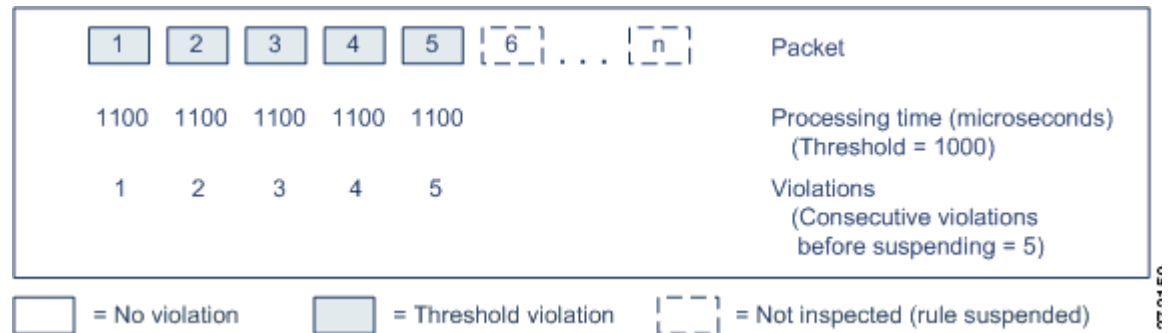 1 2 3 4 5 6 . . . n Packet
1100 1100 1100 1100 1100 Processing time (microseconds)
(Threshold = 1000)
1 2 3 4 5 Violations
(Consecutive violations
before suspending = 5)
= No violation = Threshold violation = Not inspected (rule suspended)